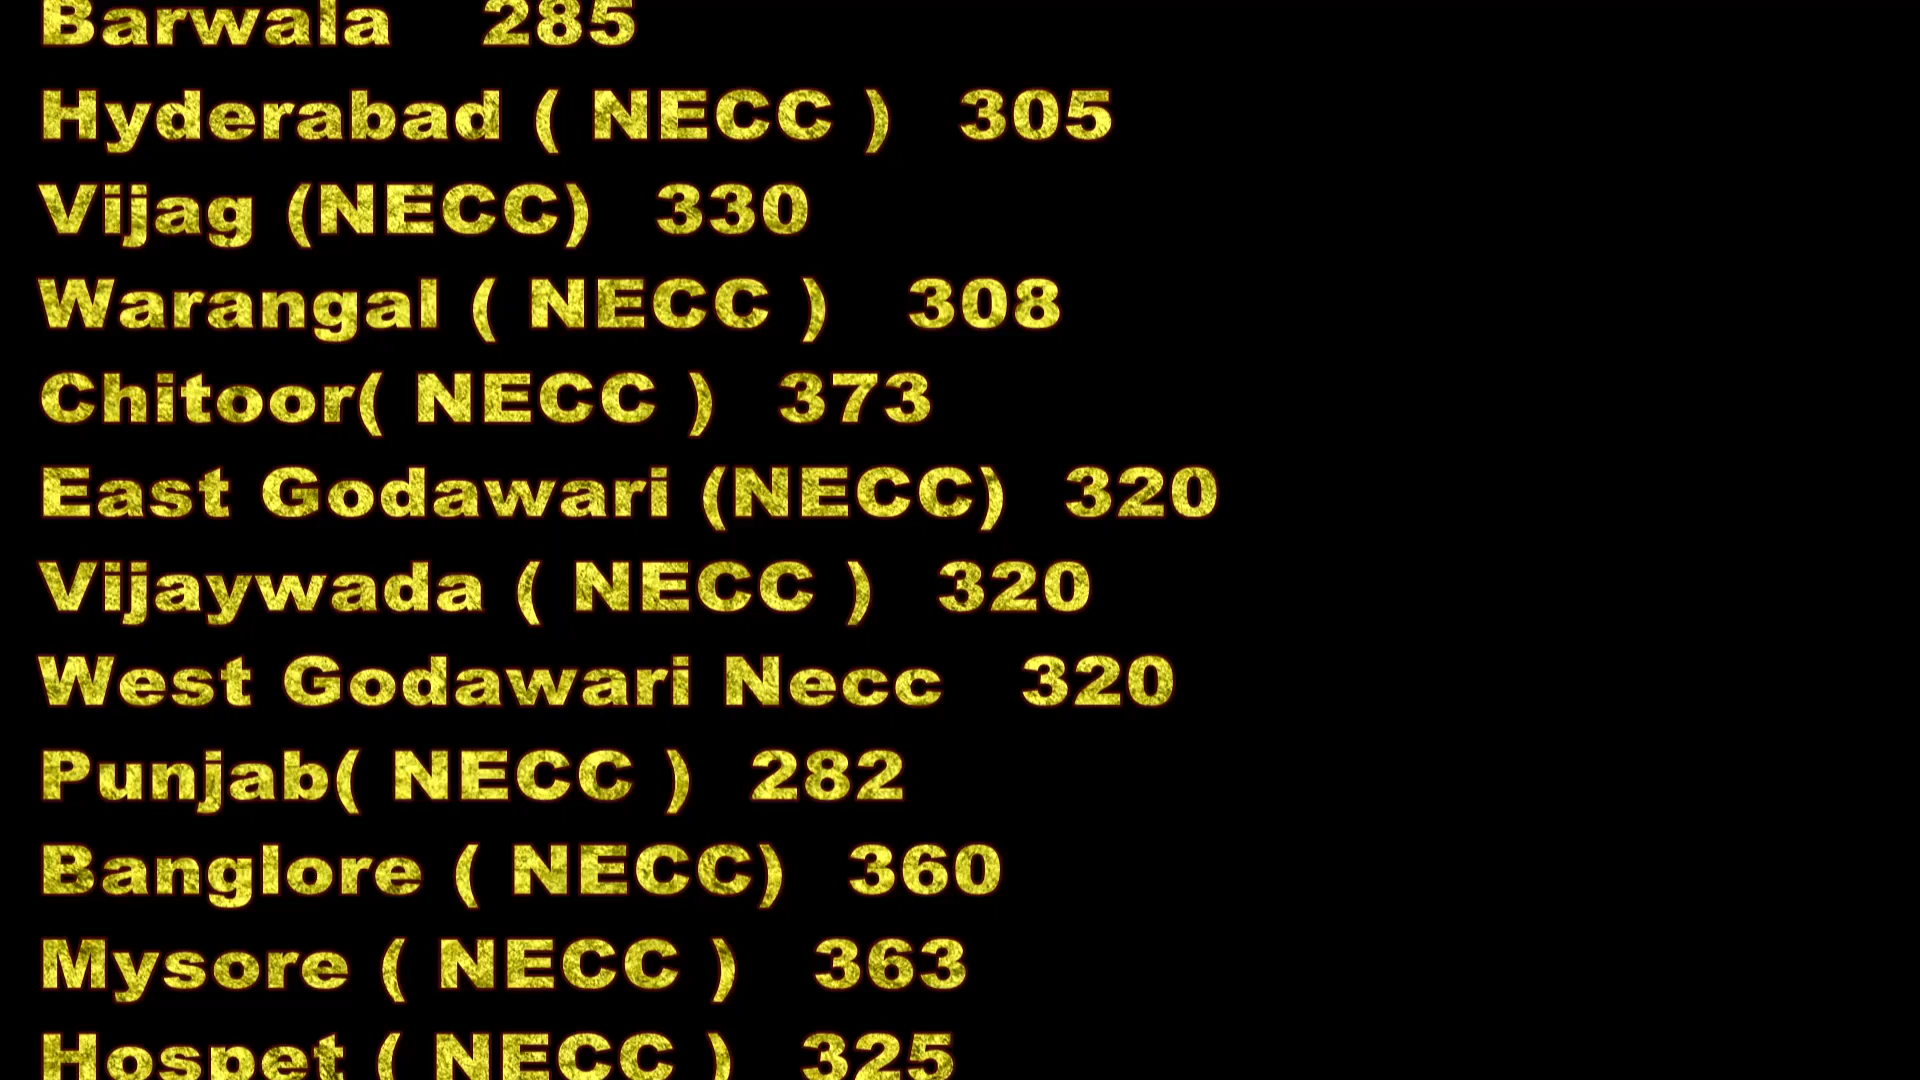 Barwala 285
Hyderabad ( NECC ) 305
Vijag (NECC) 330
Warangal ( NECC ) 308
Chitoor( NECC ) 373
East Godawari (NECC) 320
Vijaywada ( NECC ) 320
West Godawari Necc 320
Punjab( NECC ) 282
Banglore ( NECC) 360
Mysore ( NECC ) 363
Hospet ( NECC ) 325